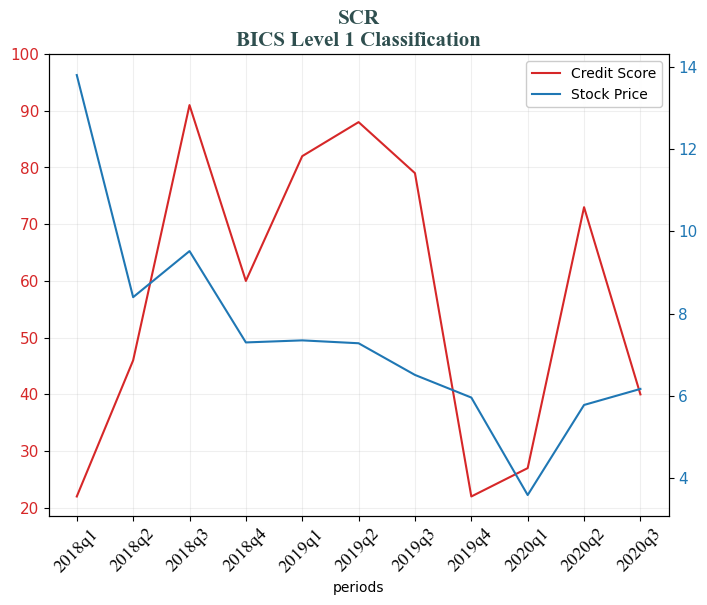 SCR
BICS Level 1 Classification
Credit Score
Stock Price
100
90
80
70
60
50
40
30
20
14
12
10
8
6
4
2018q1
2018q2
2018q3
2018q4
2019q1
2019q2
2019q3
2019q4
2020q1
2020q2
2020q3
periods